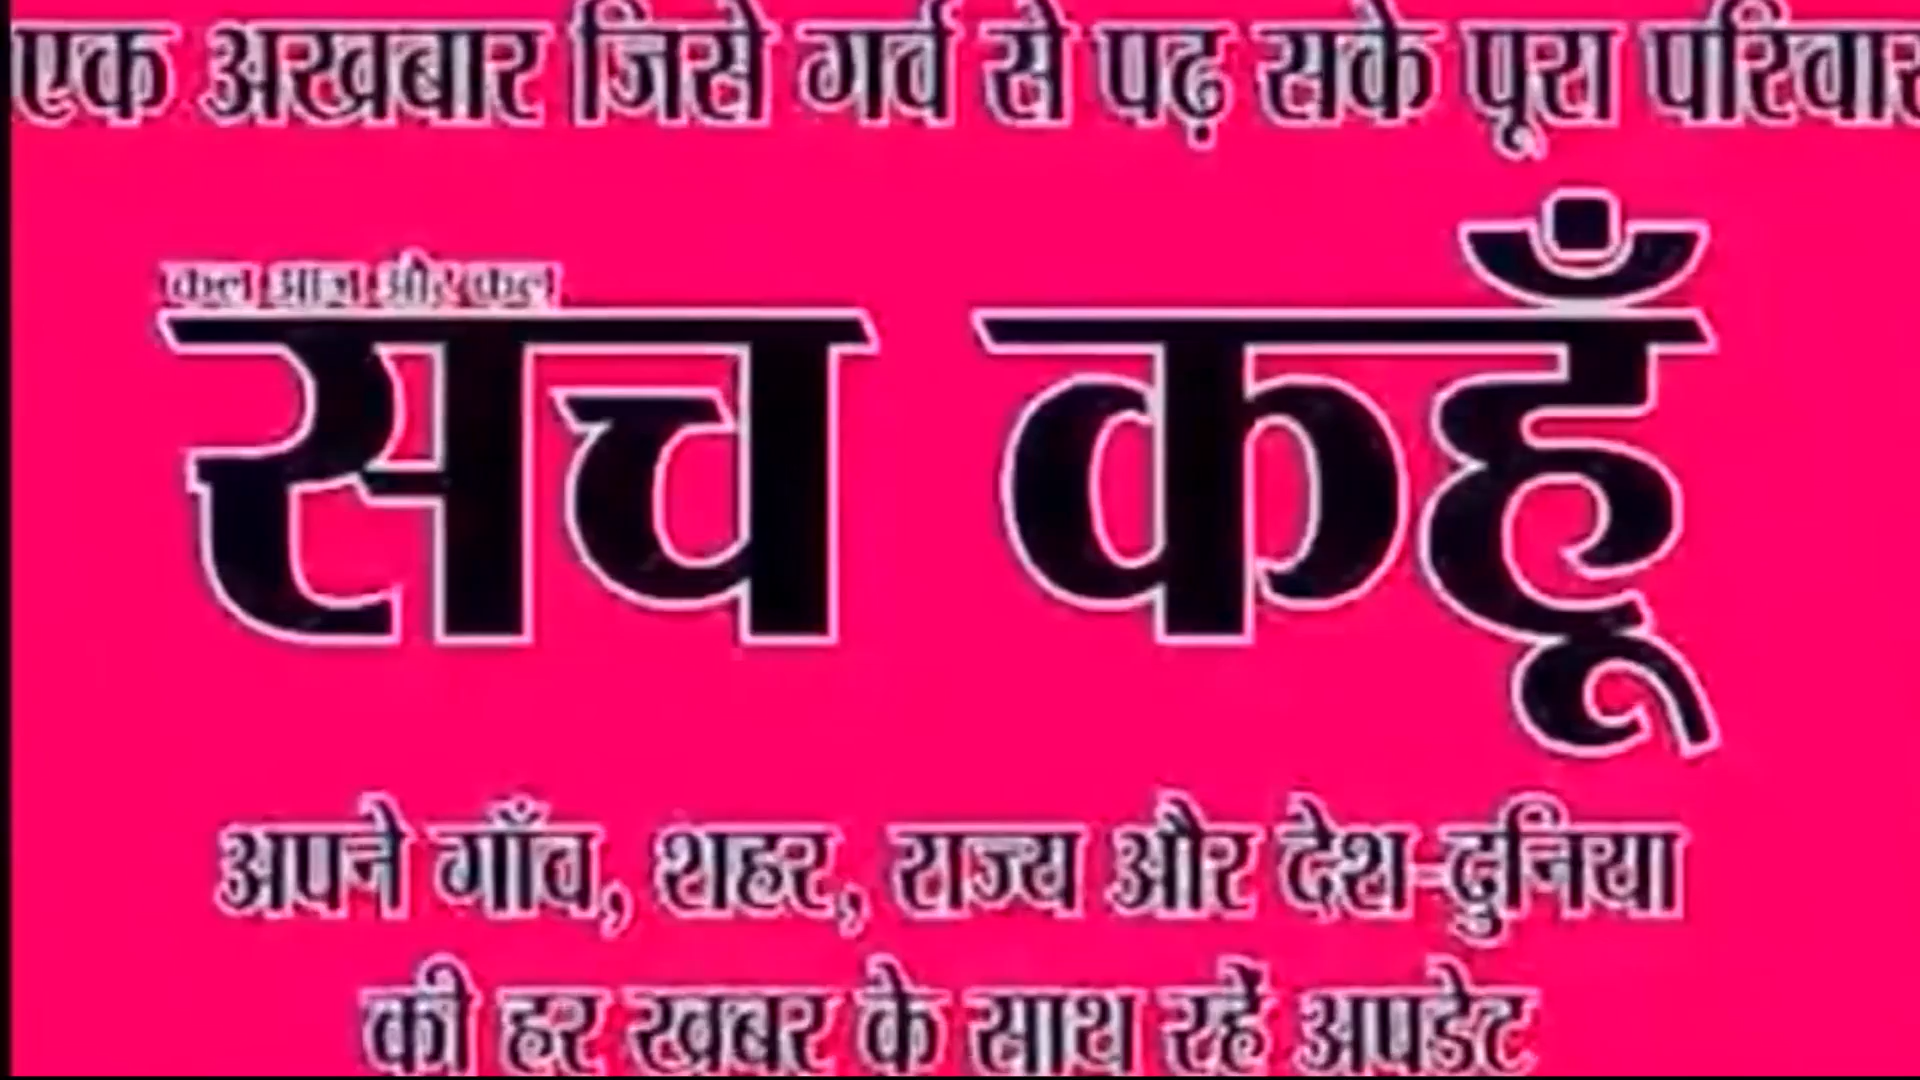 एक अखबार जिसे गर्व से पढ़ सके पूरा परिवार
कल आज और कल
सच कहूँ
अपने गाँव, शहर, राज्य और देश-दुनिया
की हर खबर के साथ रहें अपडेट